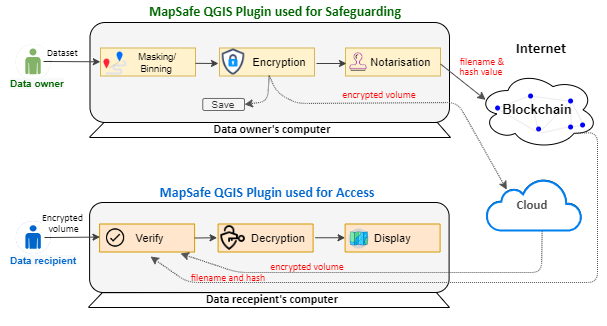 MapSafe QGIS Plugin used for Safeguarding
Internet
Dataset
Masking/
Binning
Encryption
Notarisation
Data owner
filename &
hash value
Save
encrypted volume
Blockchain
Data owner's computer
MapSafe QGIS Plugin used for Access
Encrypted
volume
Verify
Decryption
Display
Cloud
Data recipient
encrypted volume
filename and hash
Data recepient's computer